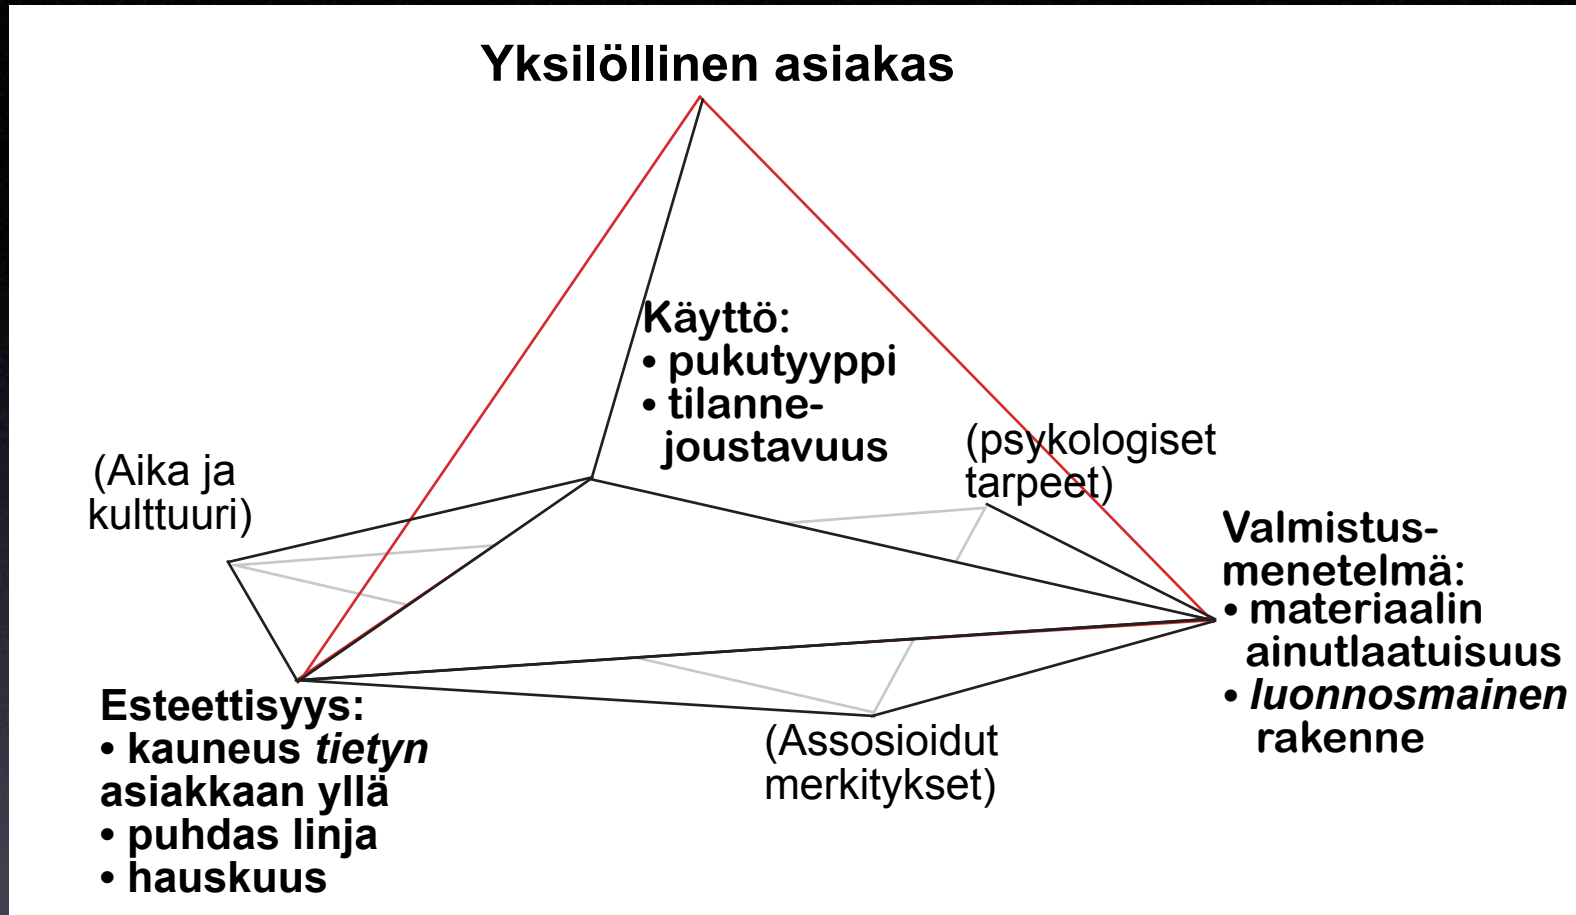 Yksilöllinen asiakas
Käyttö:
• pukutyyppi
• tilanne-
joustavuus
(Aika ja
kulttuuri)
(psykologiset
tarpeet)
Valmistus-
menetelmä:
• materiaalin
ainutlaatuisuus
• luonnosmainen
rakenne
Esteettisyys:
• kauneus tietyn
asiakkaan yllä
• puhdas linja
• hauskuus
(Assosioidut
merkitykset)